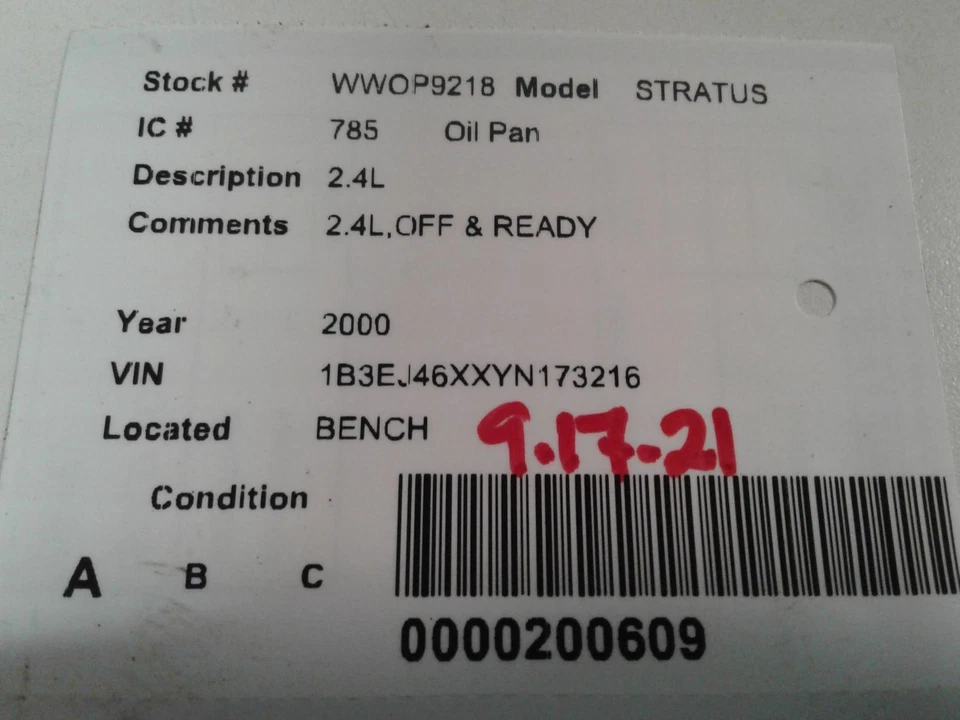 Stock # WWOP9218 Model STRATUS
IC # 785 Oil Pan
Description 2.4L
Comments 2.4L,OFF & READY
Year 2000
VIN 1B3EJ46XXYN173216
Located BENCH 9.17.21
Condition
A B C
0000200609